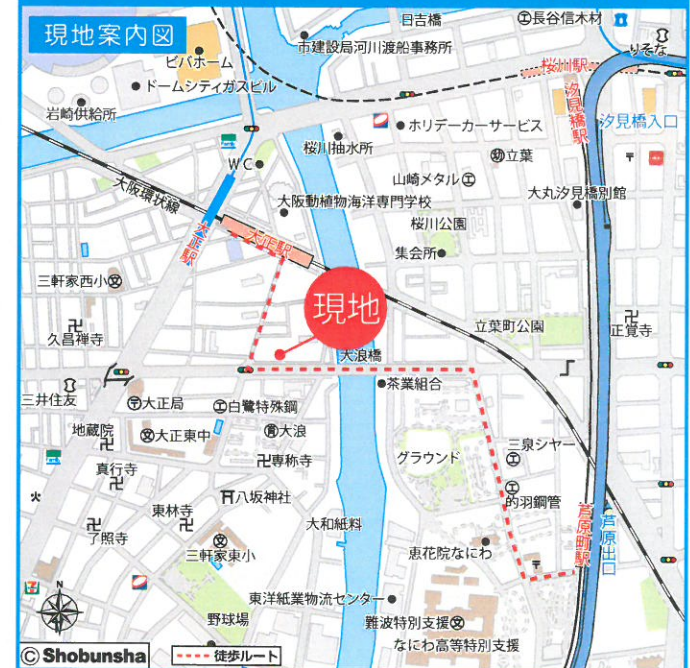 現地案内図
日吉橋
長谷信木材
市建設局河川渡船事務所
りそな
ビバホーム
桜川駅
ドームシティガスビル
汐見橋駅
岩崎供給所
ホリデーカーサービス
汐見橋入口
桜川抽水所
立葉
WC
山崎メタル
大阪環状線
大阪動植物海洋専門学校
大丸汐見橋別館
桜川公園
大正駅
大正駅
集会所
三軒家西小
現地
久昌禅寺
立葉町公園
正覚寺
大浪橋
三井住友
茶業組合
大正局
白鷺特殊鋼
地蔵院
大正東中
大浪
三泉シヤー
グラウンド
専称寺
真行寺
的羽鋼管
八坂神社
東林寺
大和紙料
芦原町駅
芦原出口
了照寺
三軒家東小
恵花院なにわ
東洋紙業物流センター
N
野球場
難波特別支援
なにわ高等特別支援
© Shobunsha
徒歩ルート